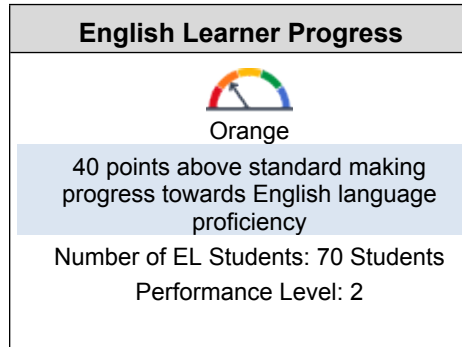 English Learner Progress
Orange
40 points above standard making
progress towards English language
proficiency
Number of EL Students: 70 Students
Performance Level: 2